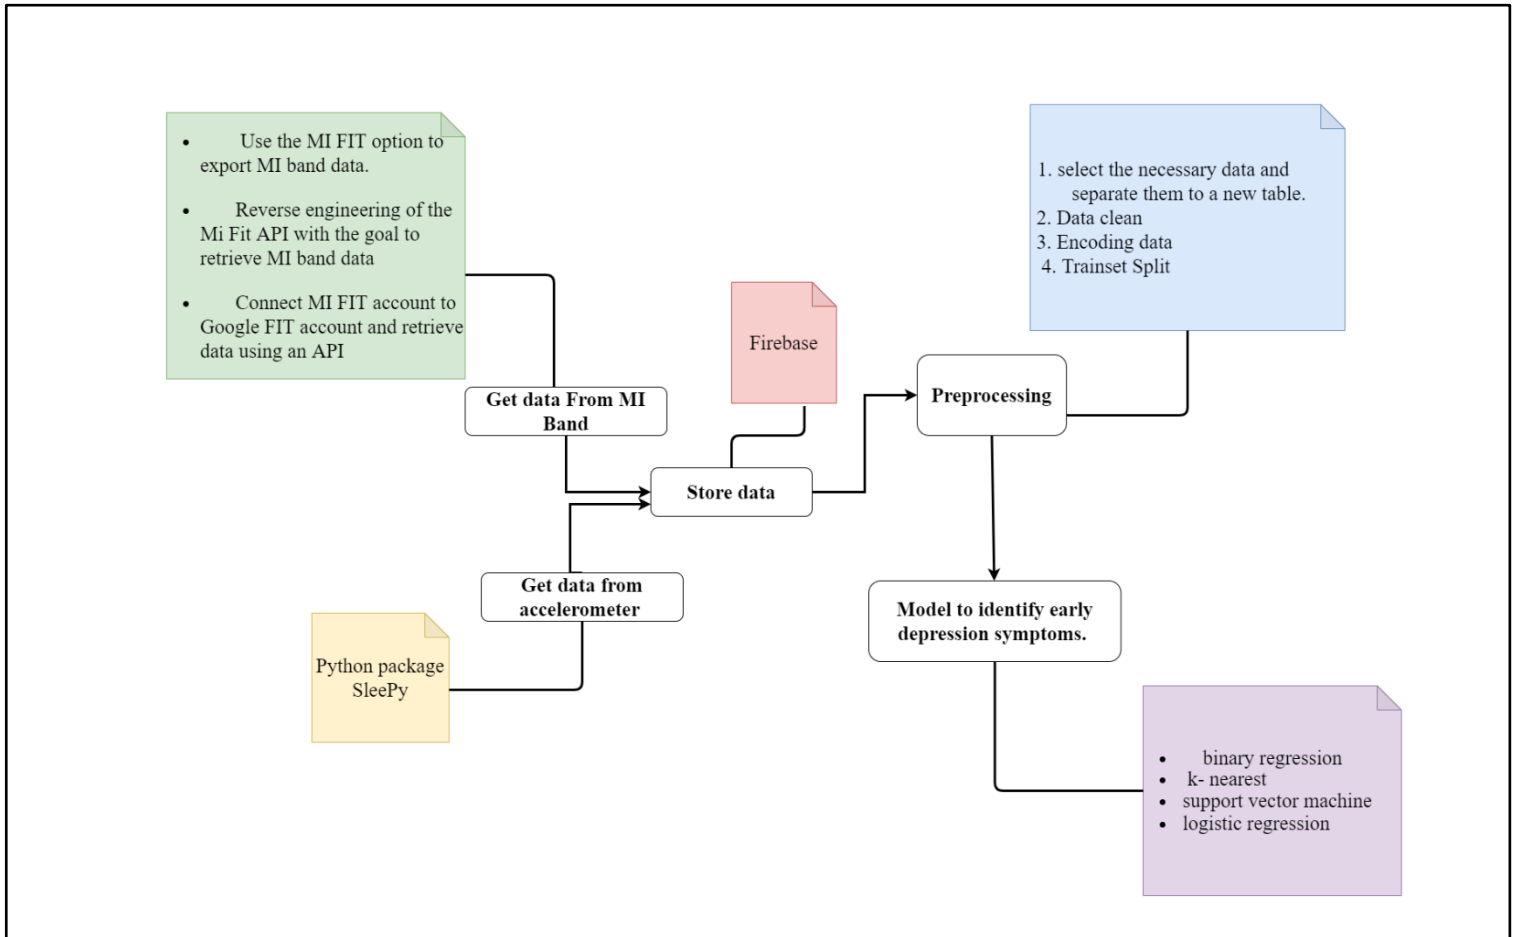 • Use the MI FIT option to
export MI band data.
• Reverse engineering of the
Mi Fit API with the goal to
retrieve MI band data
• Connect MI FIT account to
Google FIT account and retrieve
data using an API
1. select the necessary data and
separate them to a new table.
2. Data clean
3. Encoding data
4. Trainset Split
Firebase
Get data From MI
Band
Preprocessing
Store data
Get data from
accelerometer
Python package
SleePy
Model to identify early
depression symptoms.
• binary regression
• k- nearest
• support vector machine
• logistic regression